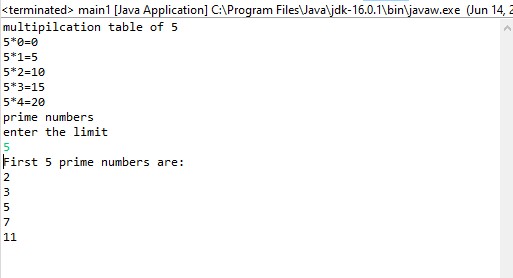 <terminated> main1 [Java Application] C:\Program Files\Java\jdk-16.0.1\bin\javaw.exe (Jun 14, 2
multipilcation table of 5
5*0=0
5*1=5
5*2=10
5*3=15
5*4=20
prime numbers
enter the limit
5
First 5 prime numbers are:
2
3
5
7
11